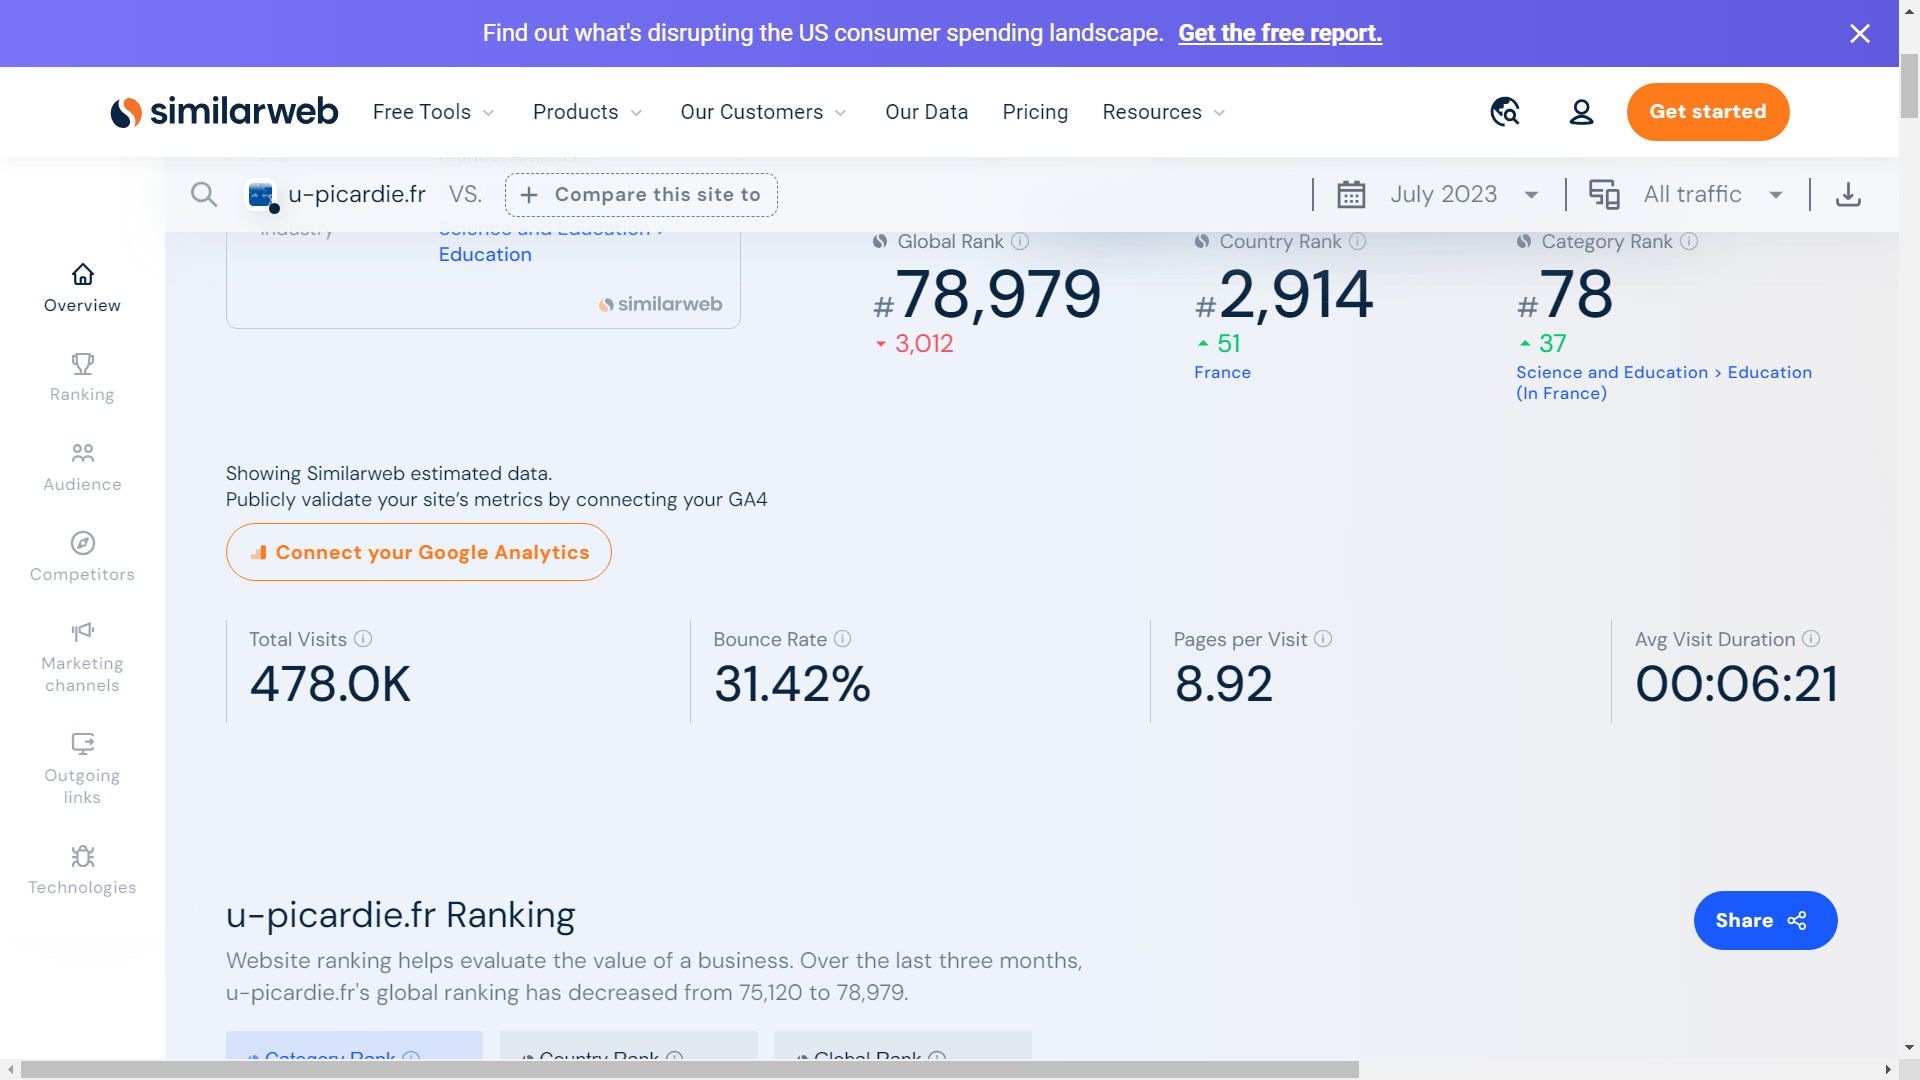 Find out what's disrupting the US consumer spending landscape. Get the free report.
similarweb Free Tools Products Our Customers Our Data Pricing Resources Get started
u-picardie.fr VS. + Compare this site to July 2023 All traffic
Industry Science and Education >
Education
similarweb
Global Rank Country Rank Category Rank
#78,979 #2,914 #78
3,012 51 37
France Science and Education > Education
(In France)
Overview
Ranking
Audience
Competitors
Marketing
channels
Outgoing
links
Technologies
Showing Similarweb estimated data.
Publicly validate your site’s metrics by connecting your GA4
Connect your Google Analytics
Total Visits Bounce Rate Pages per Visit Avg Visit Duration
478.0K 31.42% 8.92 00:06:21
u-picardie.fr Ranking
Share
Website ranking helps evaluate the value of a business. Over the last three months,
u-picardie.fr's global ranking has decreased from 75,120 to 78,979.
Category Rank Country Rank Global Rank